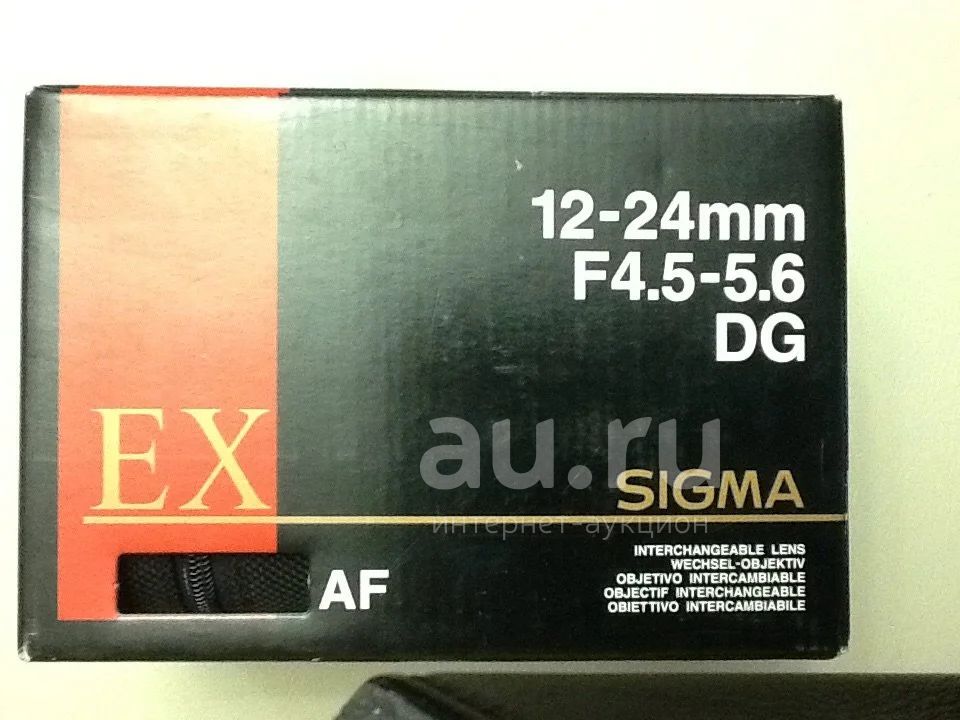 12-24mm
F4.5-5.6
DG
EX
au.ru
SIGMA
интернет-аукцион
INTERCHANGEABLE LENS
WECHSEL-OBJEKTIV
OBJETIVO INTERCAMBIABLE
OBJECTIF INTERCHANGEABLE
OBIETTIVO INTERCAMBIABILE
AF